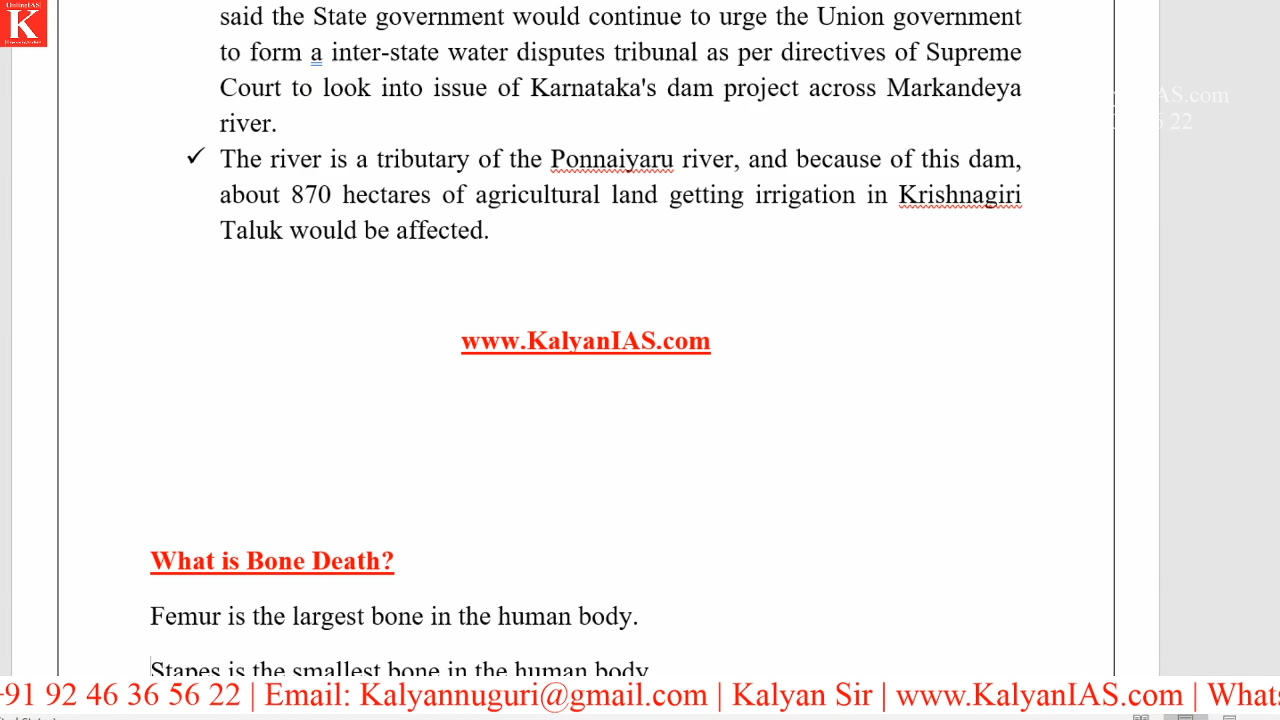 K
said the State government would continue to urge the Union government
to form a inter-state water disputes tribunal as per directives of Supreme
Court to look into issue of Karnataka's dam project across Markandeya
IAS.com
river.
22
✓ The river is a tributary of the Ponnaiyaru river, and because of this dam,
about 870 hectares of agricultural land getting irrigation in Krishnagiri
Taluk would be affected.
www.KalyanIAS.com
What is Bone Death?
Femur is the largest bone in the human body.
Stapes is the smallest bone in the human body
+91 92 46 36 56 22 | Email: Kalyannuguri@gmail.com | Kalyan Sir | www.KalyanIAS.com | Whats